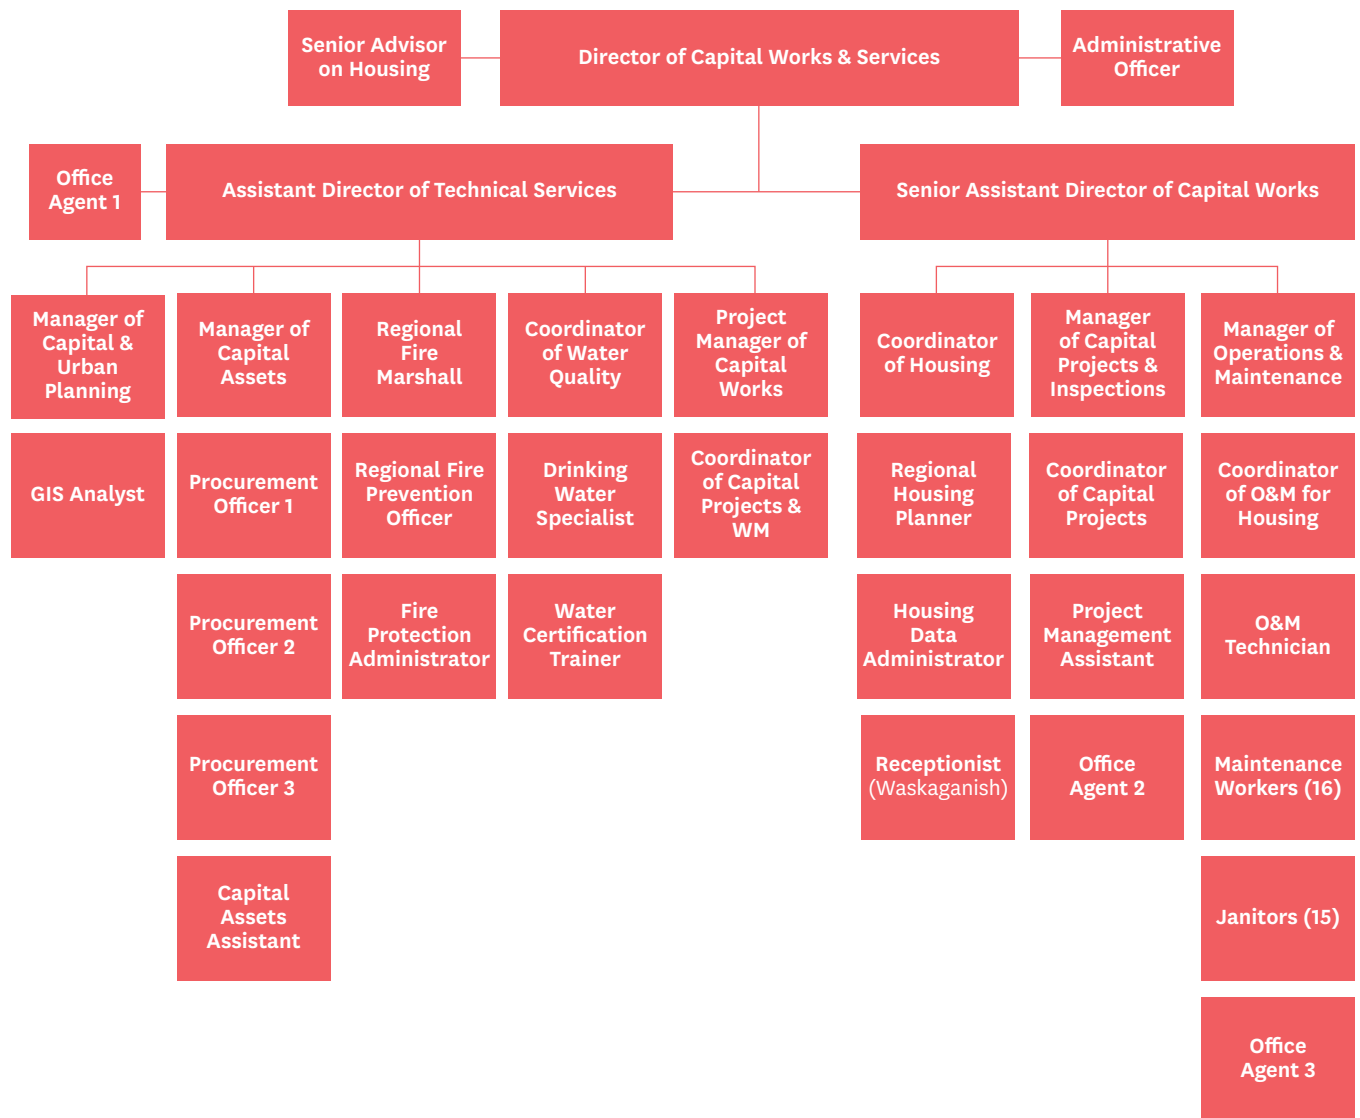 Senior Advisor
on Housing
Director of Capital Works & Services
Administrative
Officer
Office
Agent 1
Assistant Director of Technical Services
Senior Assistant Director of Capital Works
Manager of
Capital &
Urban
Planning
Manager of
Capital
Assets
Regional
Fire
Marshall
Coordinator
of Water
Quality
Project
Manager of
Capital
Works
Coordinator
of Housing
Manager
of Capital
Projects &
Inspections
Manager of
Operations &
Maintenance
GIS Analyst
Procurement
Officer 1
Regional Fire
Prevention
Officer
Drinking
Water
Specialist
Coordinator
of Capital
Projects &
WM
Regional
Housing
Planner
Coordinator
of Capital
Projects
Coordinator
of O&M for
Housing
Procurement
Officer 2
Fire
Protection
Administrator
Water
Certification
Trainer
Housing
Data
Administrator
Project
Management
Assistant
O&M
Technician
Procurement
Officer 3
Receptionist
(Waskaganish)
Office
Agent 2
Maintenance
Workers (16)
Capital
Assets
Assistant
Janitors (15)
Office
Agent 3